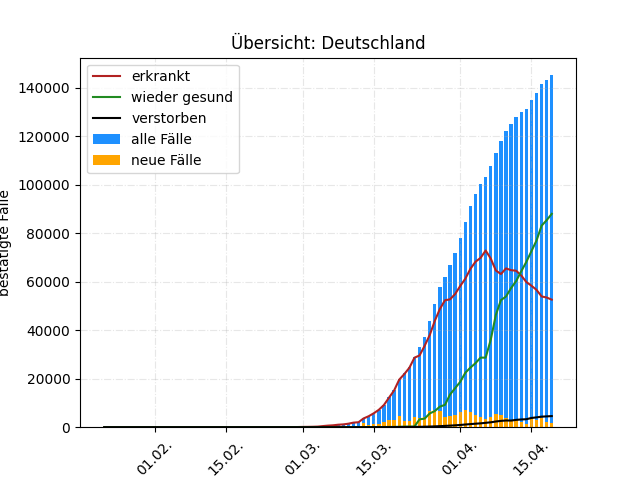 Übersicht: Deutschland
erkrankt
wieder gesund
verstorben
alle Fälle
neue Fälle
bestätigte Fälle
140000
120000
100000
80000
60000
40000
20000
0
01.02.
15.02.
01.03.
15.03.
01.04.
15.04.